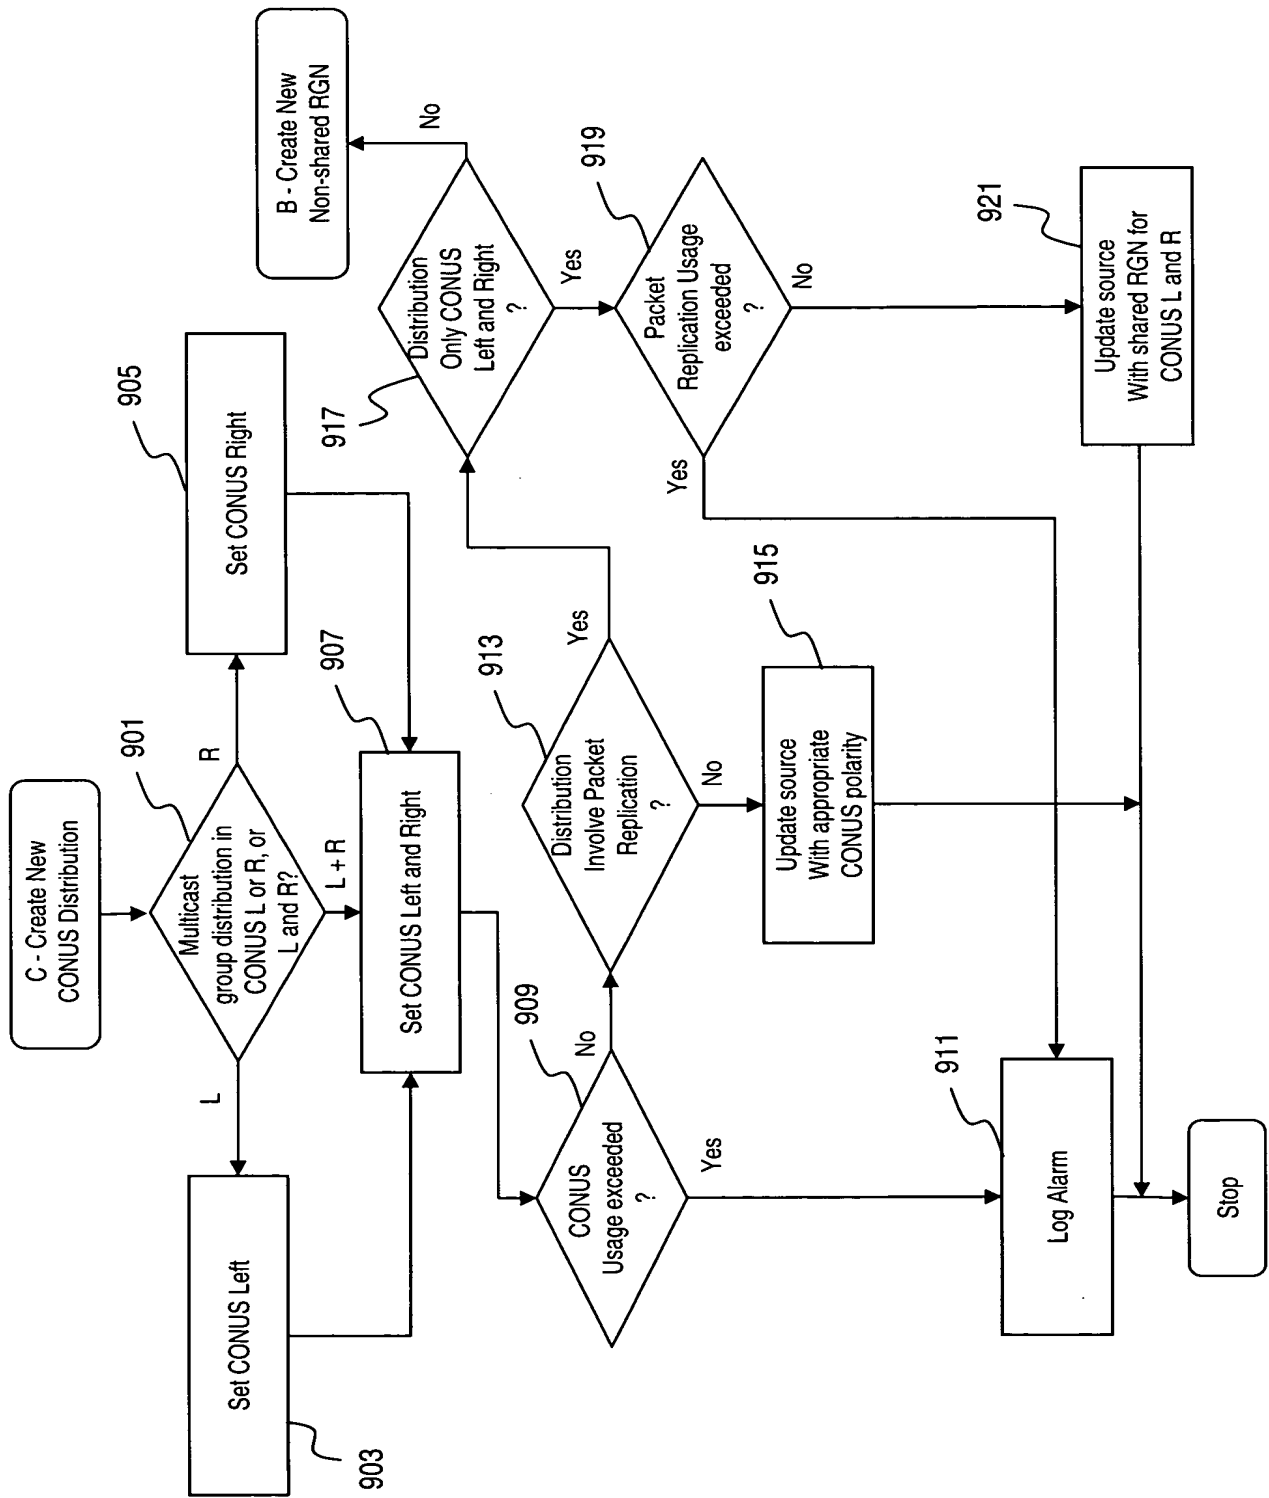 C - Create New
CONUS Distribution
901
Multicast
group distribution in
CONUS L or R, or
L and R?
L
R
L + R
903
Set CONUS Left
905
Set CONUS Right
907
Set CONUS Left and Right
909
CONUS
Usage exceeded
?
No
Yes
913
Distribution
Involve Packet
Replication
?
Yes
No
915
Update source
With appropriate
CONUS polarity
917
Distribution
Only CONUS
Left and Right
?
No
Yes
B - Create New
Non-shared RGN
919
Packet
Replication Usage
exceeded
?
Yes
No
921
Update source
With shared RGN for
CONUS L and R
911
Log Alarm
Stop